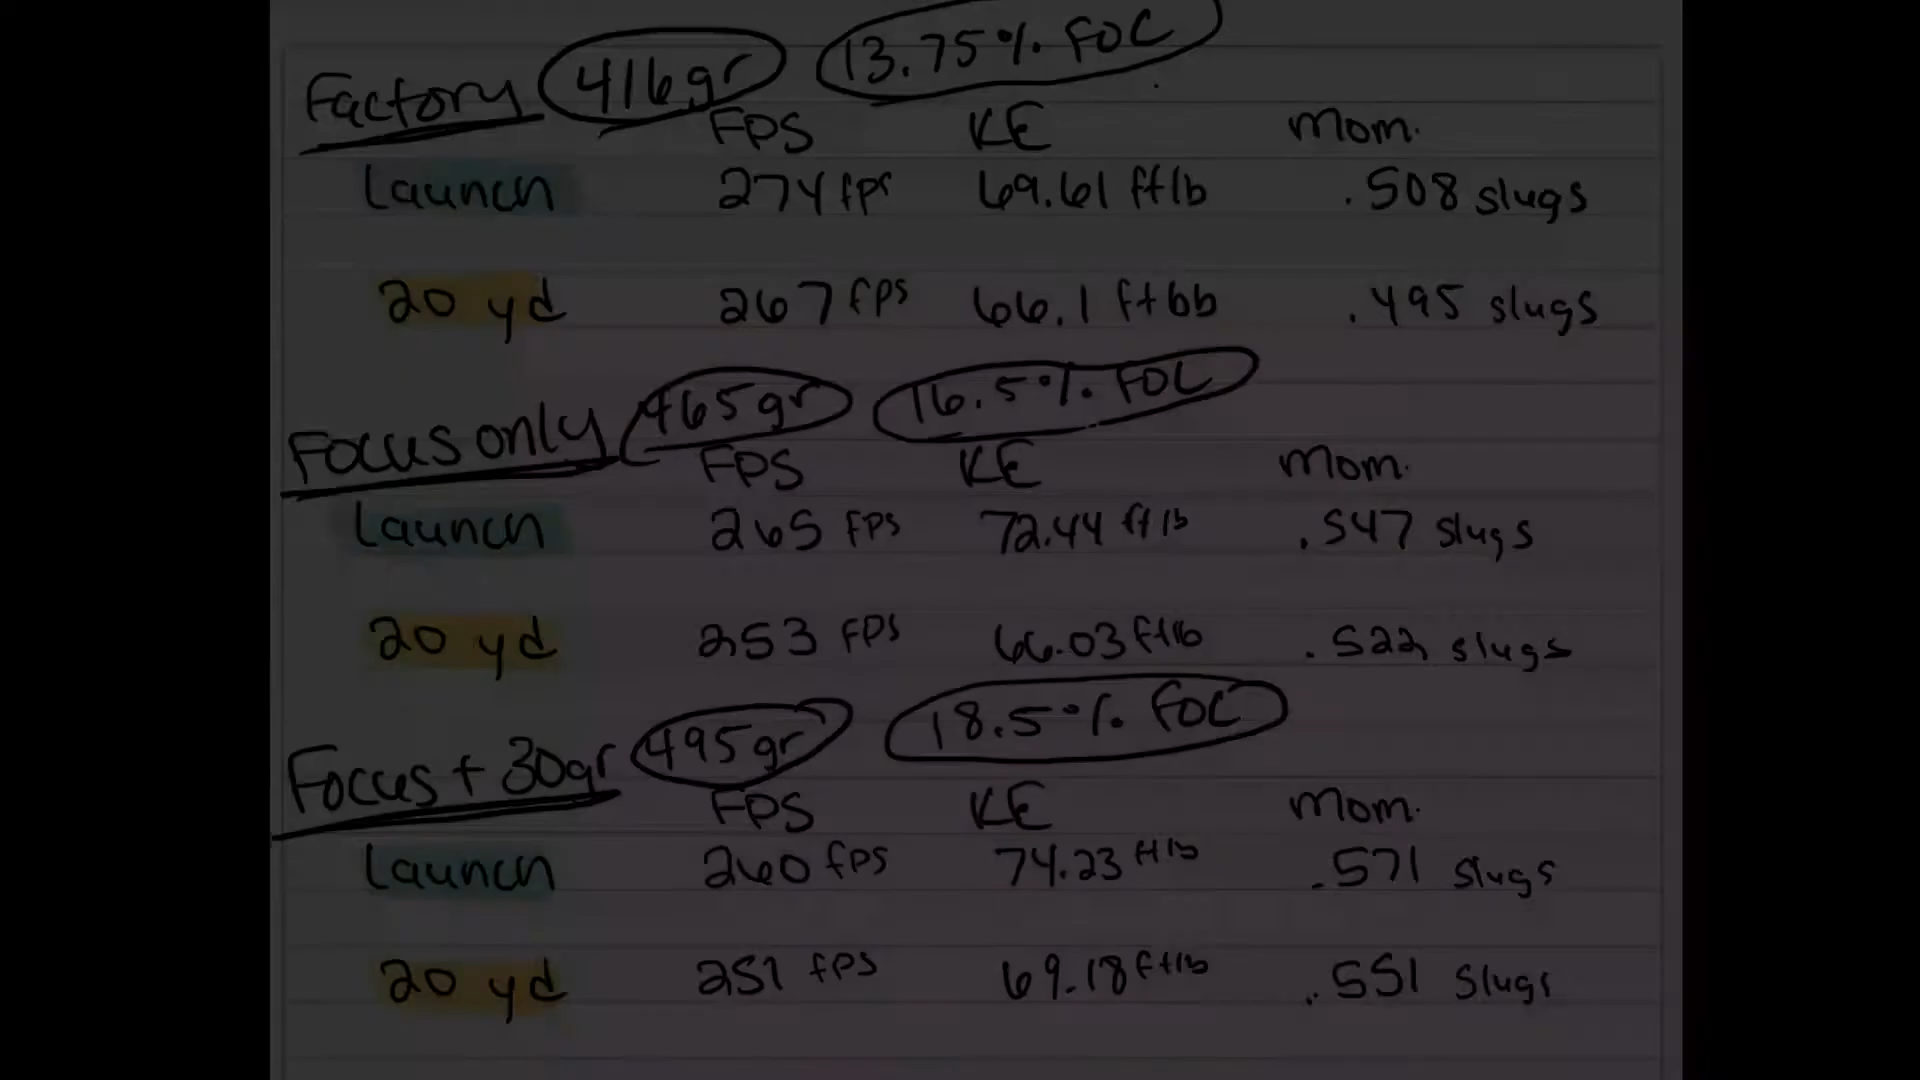 Factory 416gr 13.75% FOC
FPS KE Mom.
Launch 274 fps 69.61 ftlb .508 slugs
20 yd 267 fps 66.1 ftlb .495 slugs
Focus only 465gr 16.5% FOC
FPS KE Mom.
Launch 265 fps 72.44 ftlb .547 slugs
20 yd 253 fps 66.03 ftlb .522 slugs
Focus + 30gr 495gr 18.5% FOC
FPS KE Mom.
Launch 260 fps 74.23 ftlb .571 slugs
20 yd 251 fps 69.18 ftlb .551 slugs